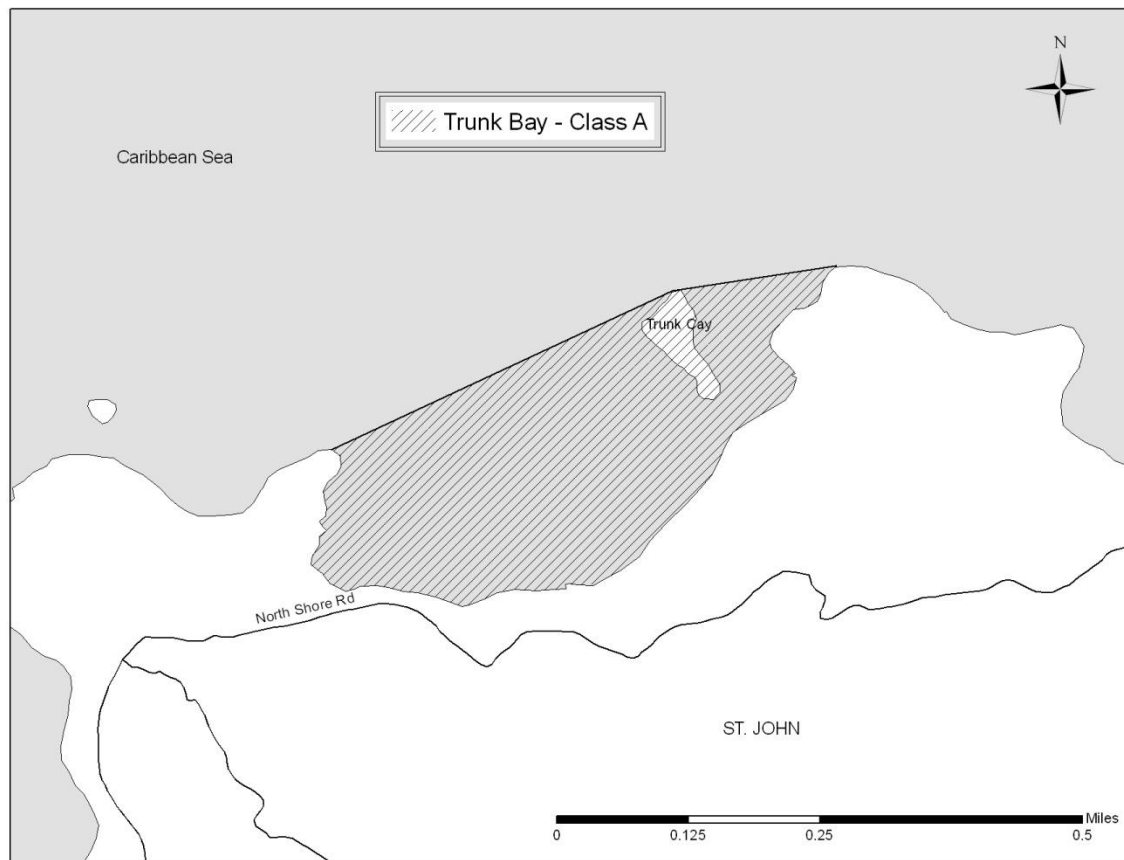 N
Trunk Bay - Class A
Caribbean Sea
Trunk Cay
North Shore Rd
ST. JOHN
Miles
0 0.125 0.25 0.5